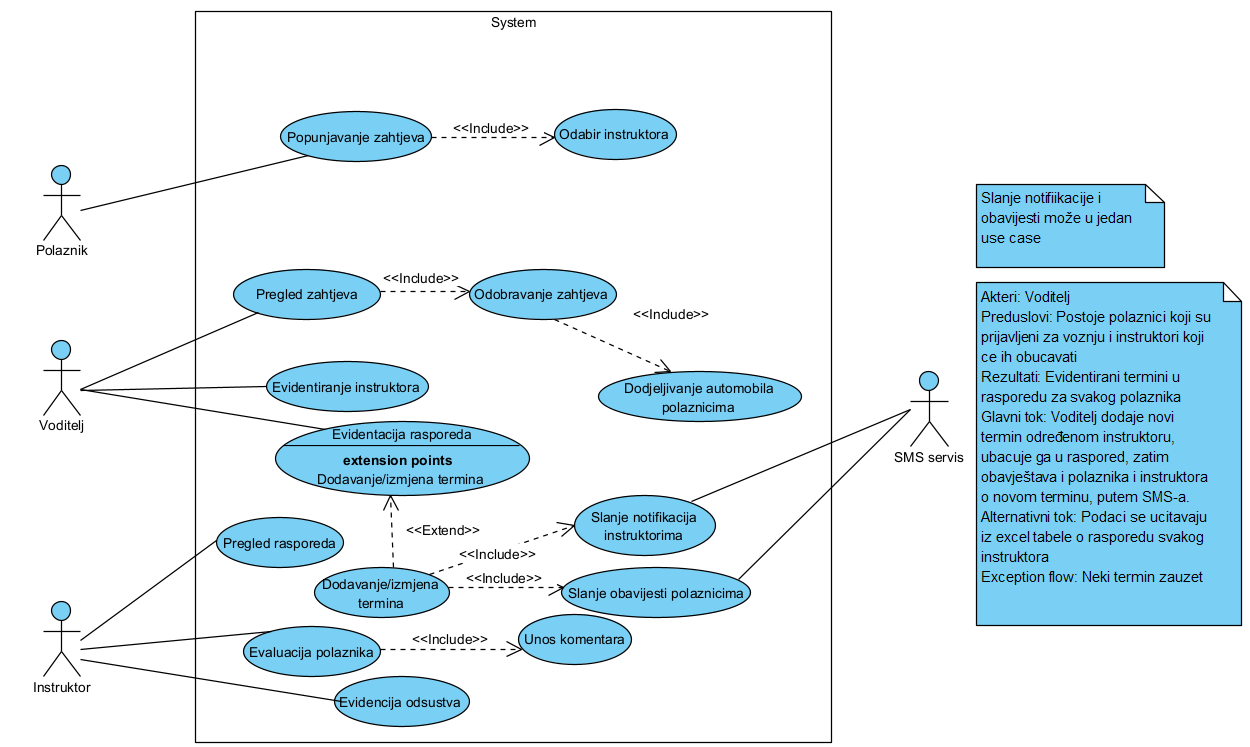 System
Popunjavanje zahtjeva
<<Include>>
Odabir instruktora
Polaznik
Pregled zahtjeva
<<Include>>
Odobravanje zahtjeva
<<Include>>
Dodjeljivanje automobila
polaznicima
Voditelj
Evidentiranje instruktora
Evidentacija rasporeda
extension points
Dodavanje/izmjena termina
SMS servis
<<Extend>>
Slanje notifikacija
instruktorima
<<Include>>
Pregled rasporeda
Dodavanje/izmjena
termina
<<Include>>
Slanje obavijesti polaznicima
Instruktor
Evaluacija polaznika
<<Include>>
Unos komentara
Evidencija odsustva
Slanje notifiikacije i
obavijesti može u jedan
use case
Akteri: Voditelj
Preduslovi: Postoje polaznici koji su
prijavljeni za voznju i instruktori koji
ce ih obucavati
Rezultati: Evidentirani termini u
rasporedu za svakog polaznika
Glavni tok: Voditelj dodaje novi
termin određenom instruktoru,
ubacuje ga u raspored, zatim
obavještava i polaznika i instruktora
o novom terminu, putem SMS-a.
Alternativni tok: Podaci se ucitavaju
iz excel tabele o rasporedu svakog
instruktora
Exception flow: Neki termin zauzet